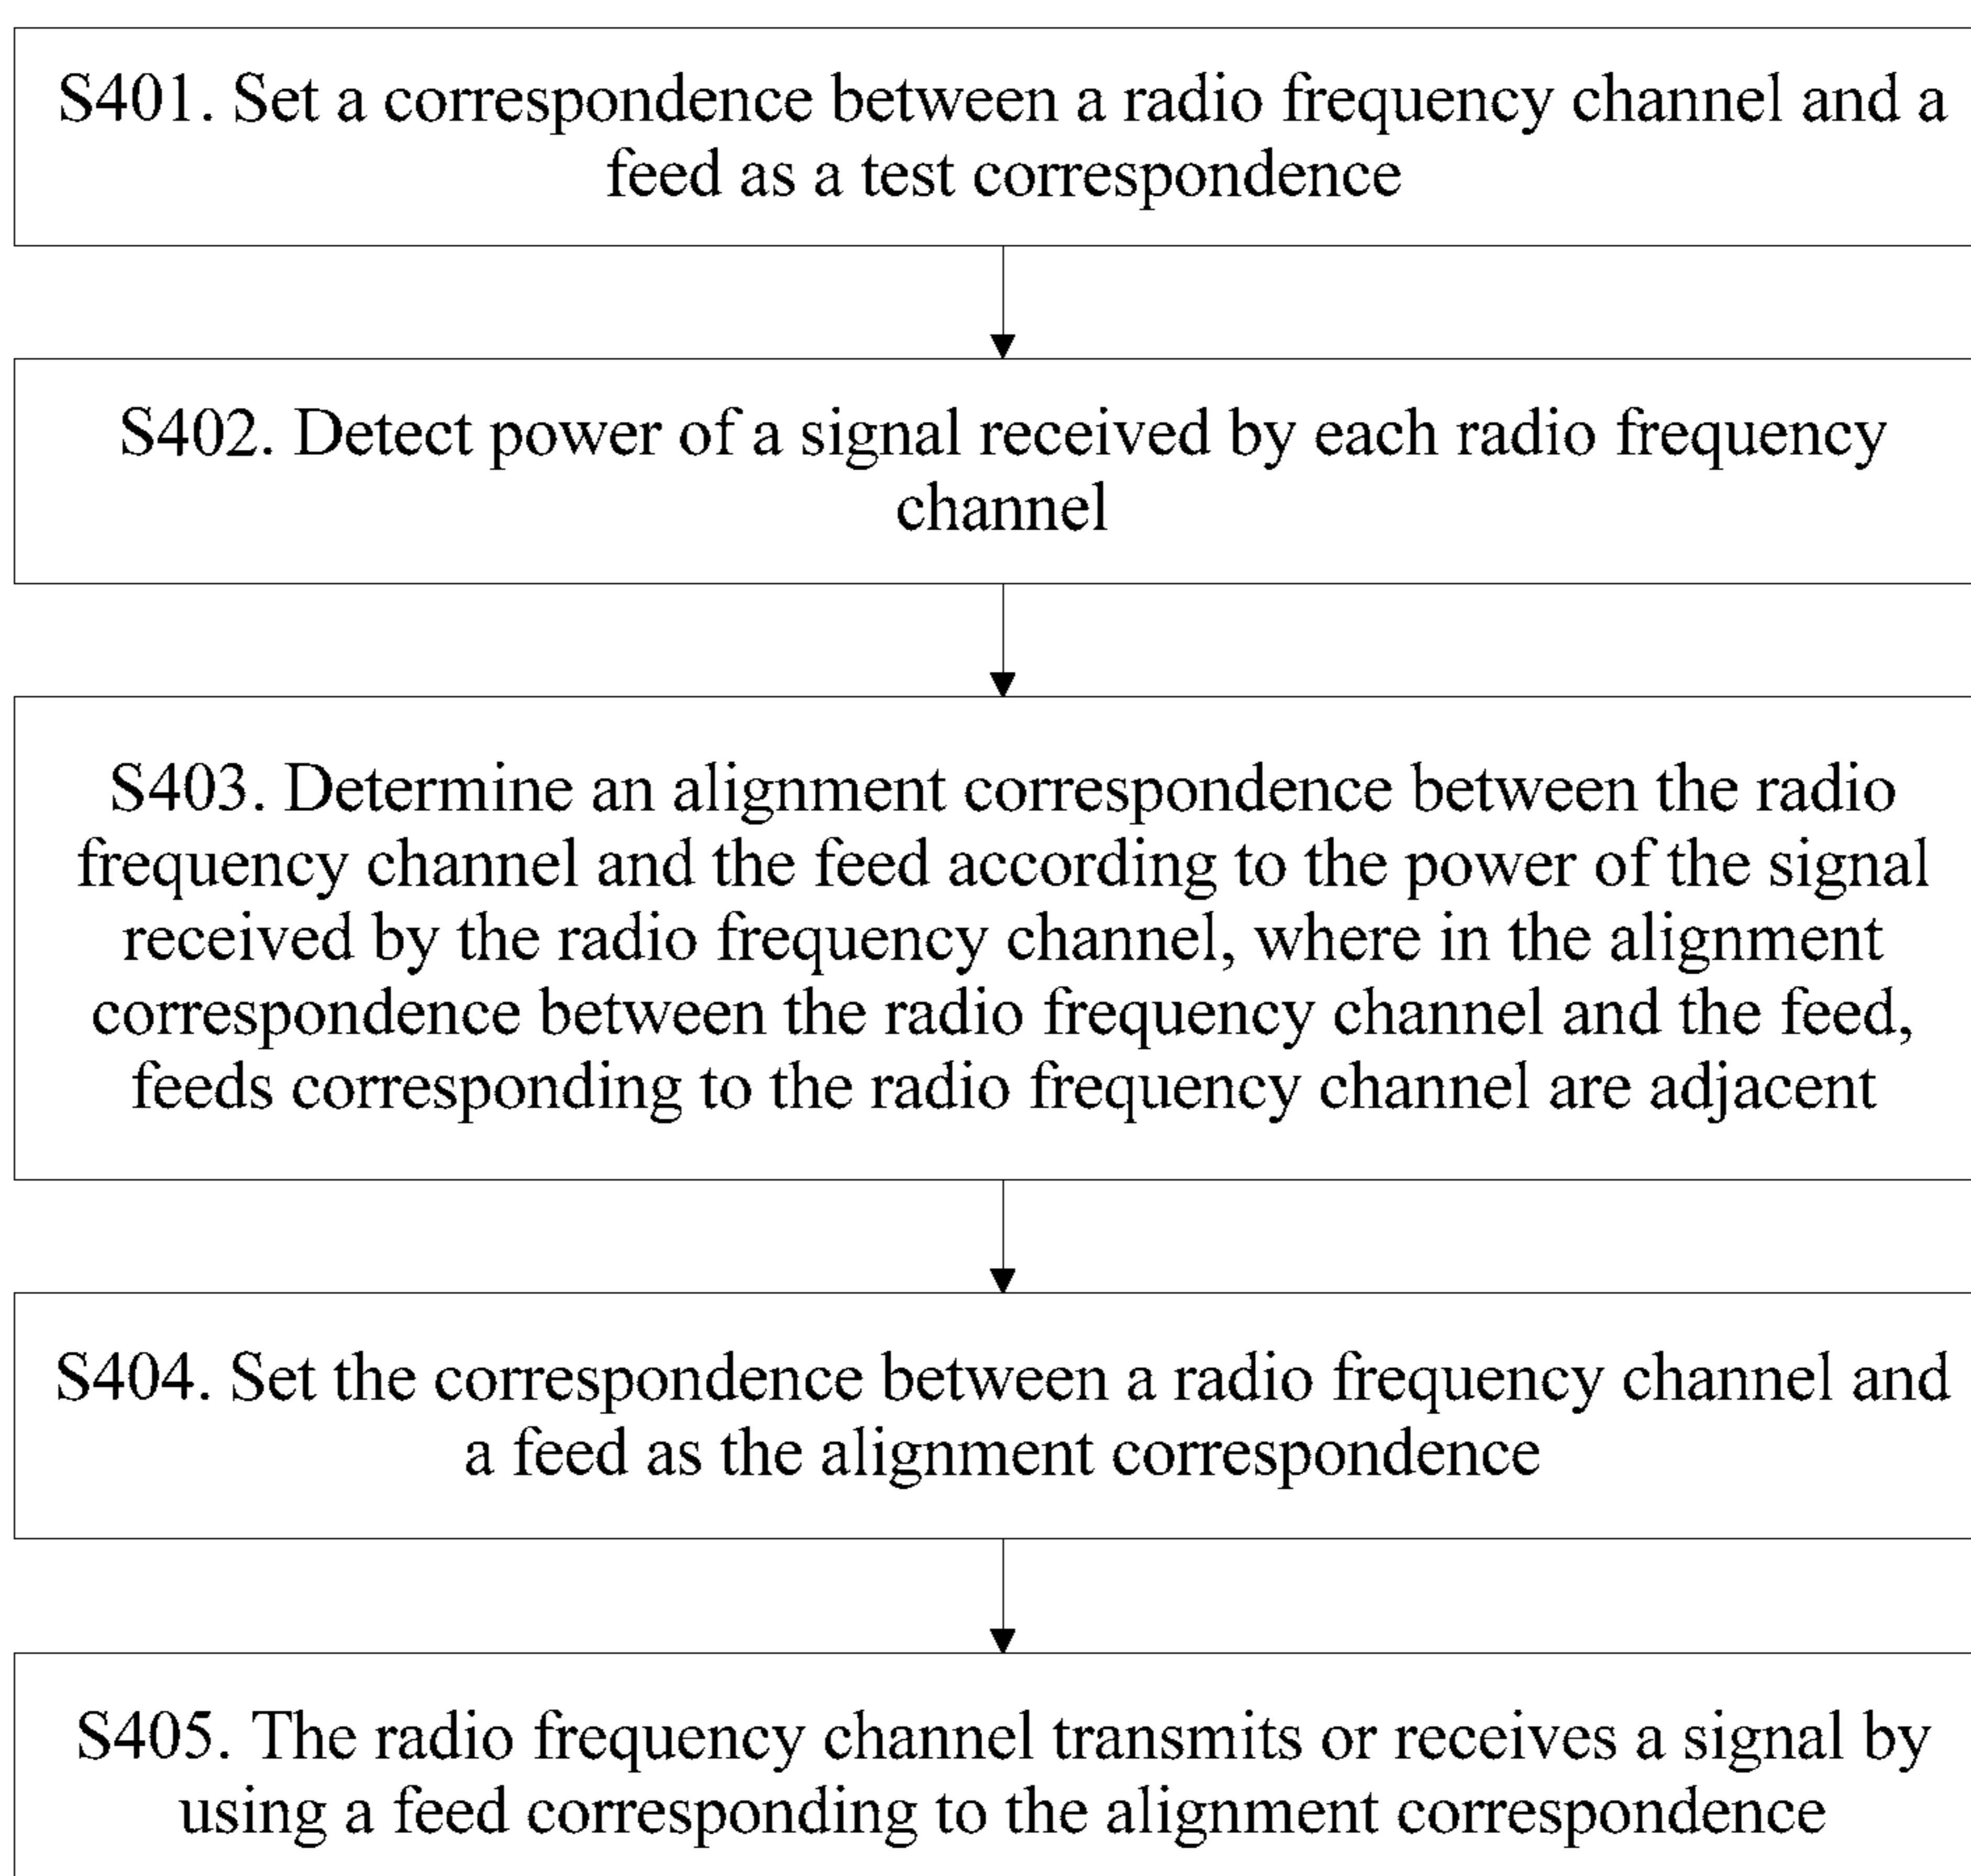 S401. Set a correspondence between a radio frequency channel and a
feed as a test correspondence
S402. Detect power of a signal received by each radio frequency
channel
S403. Determine an alignment correspondence between the radio
frequency channel and the feed according to the power of the signal
received by the radio frequency channel, where in the alignment
correspondence between the radio frequency channel and the feed,
feeds corresponding to the radio frequency channel are adjacent
S404. Set the correspondence between a radio frequency channel and
a feed as the alignment correspondence
S405. The radio frequency channel transmits or receives a signal by
using a feed corresponding to the alignment correspondence